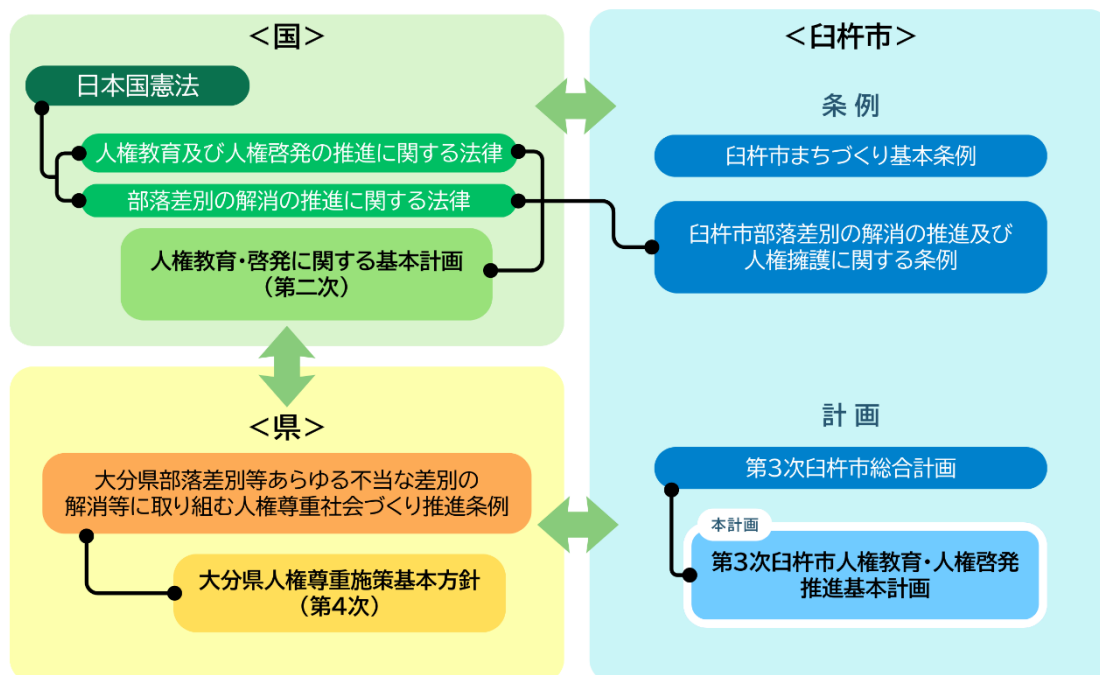 ＜国＞
日本国憲法
人権教育及び人権啓発の推進に関する法律
部落差別の解消の推進に関する法律
人権教育・啓発に関する基本計画
（第二次）
＜県＞
大分県部落差別等あらゆる不当な差別の
解消等に取り組む人権尊重社会づくり推進条例
大分県人権尊重施策基本方針
（第4次）
＜臼杵市＞
条 例
臼杵市まちづくり基本条例
臼杵市部落差別の解消の推進及び
人権擁護に関する条例
計 画
第３次臼杵市総合計画
本計画
第３次臼杵市人権教育・人権啓発
推進基本計画